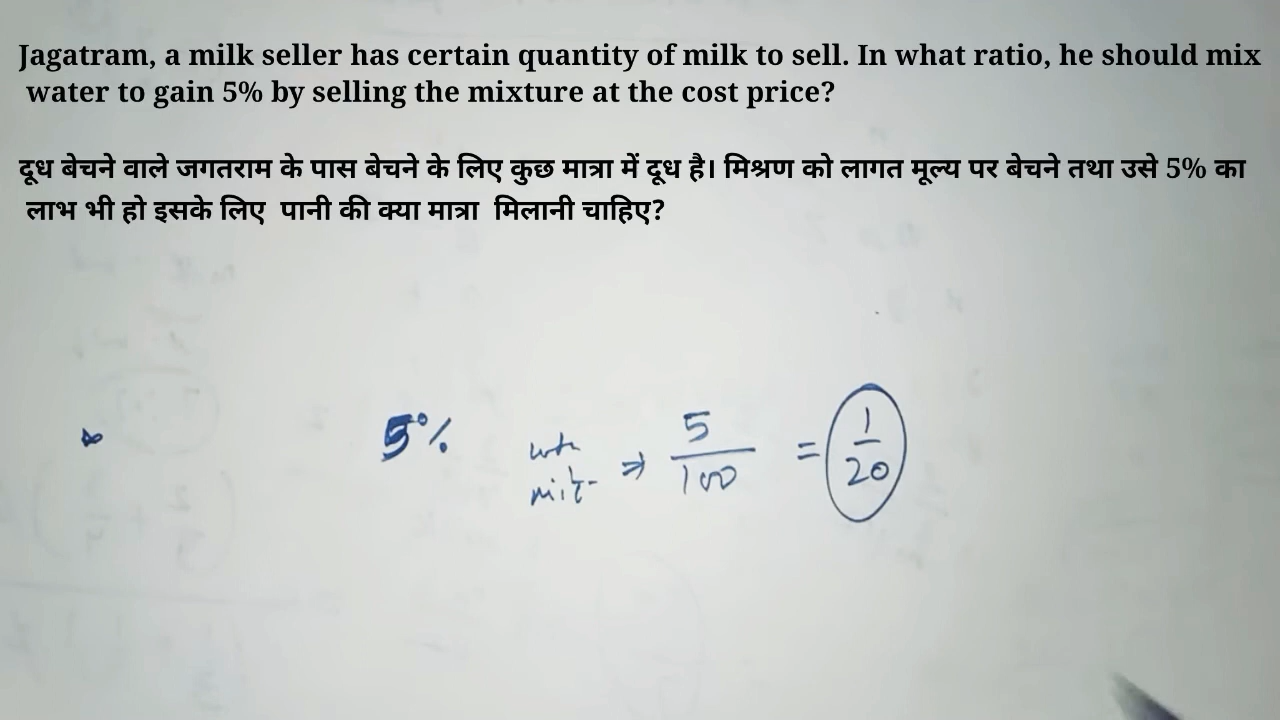 Jagatram, a milk seller has certain quantity of milk to sell. In what ratio, he should mix
water to gain 5% by selling the mixture at the cost price?
दूध बेचने वाले जगतराम के पास बेचने के लिए कुछ मात्रा में दूध है। मिश्रण को लागत मूल्य पर बेचने तथा उसे 5% का
लाभ भी हो इसके लिए पानी की क्या मात्रा मिलानी चाहिए?
5% ⇒ 5/100 = 1/20